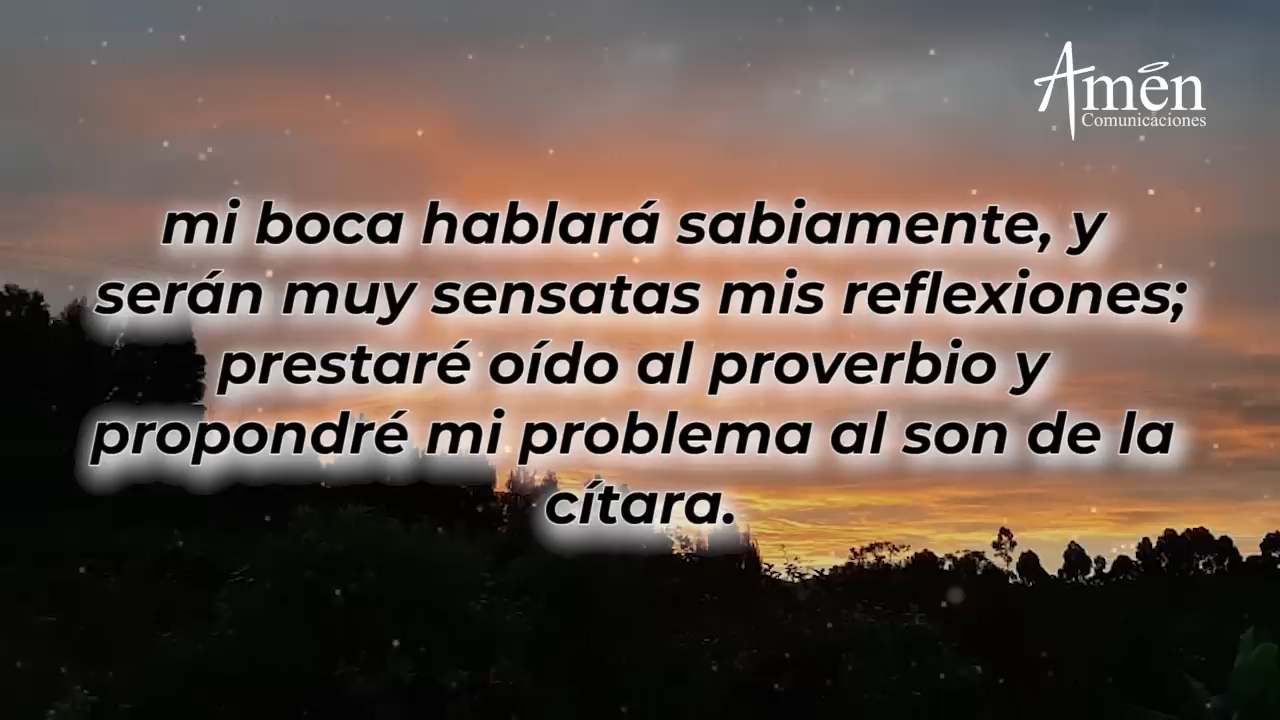 Amén
Comunicaciones
mi boca hablará sabiamente, y
serán muy sensatas mis reflexiones;
prestaré oído al proverbio y
propondré mi problema al son de la
cítara.